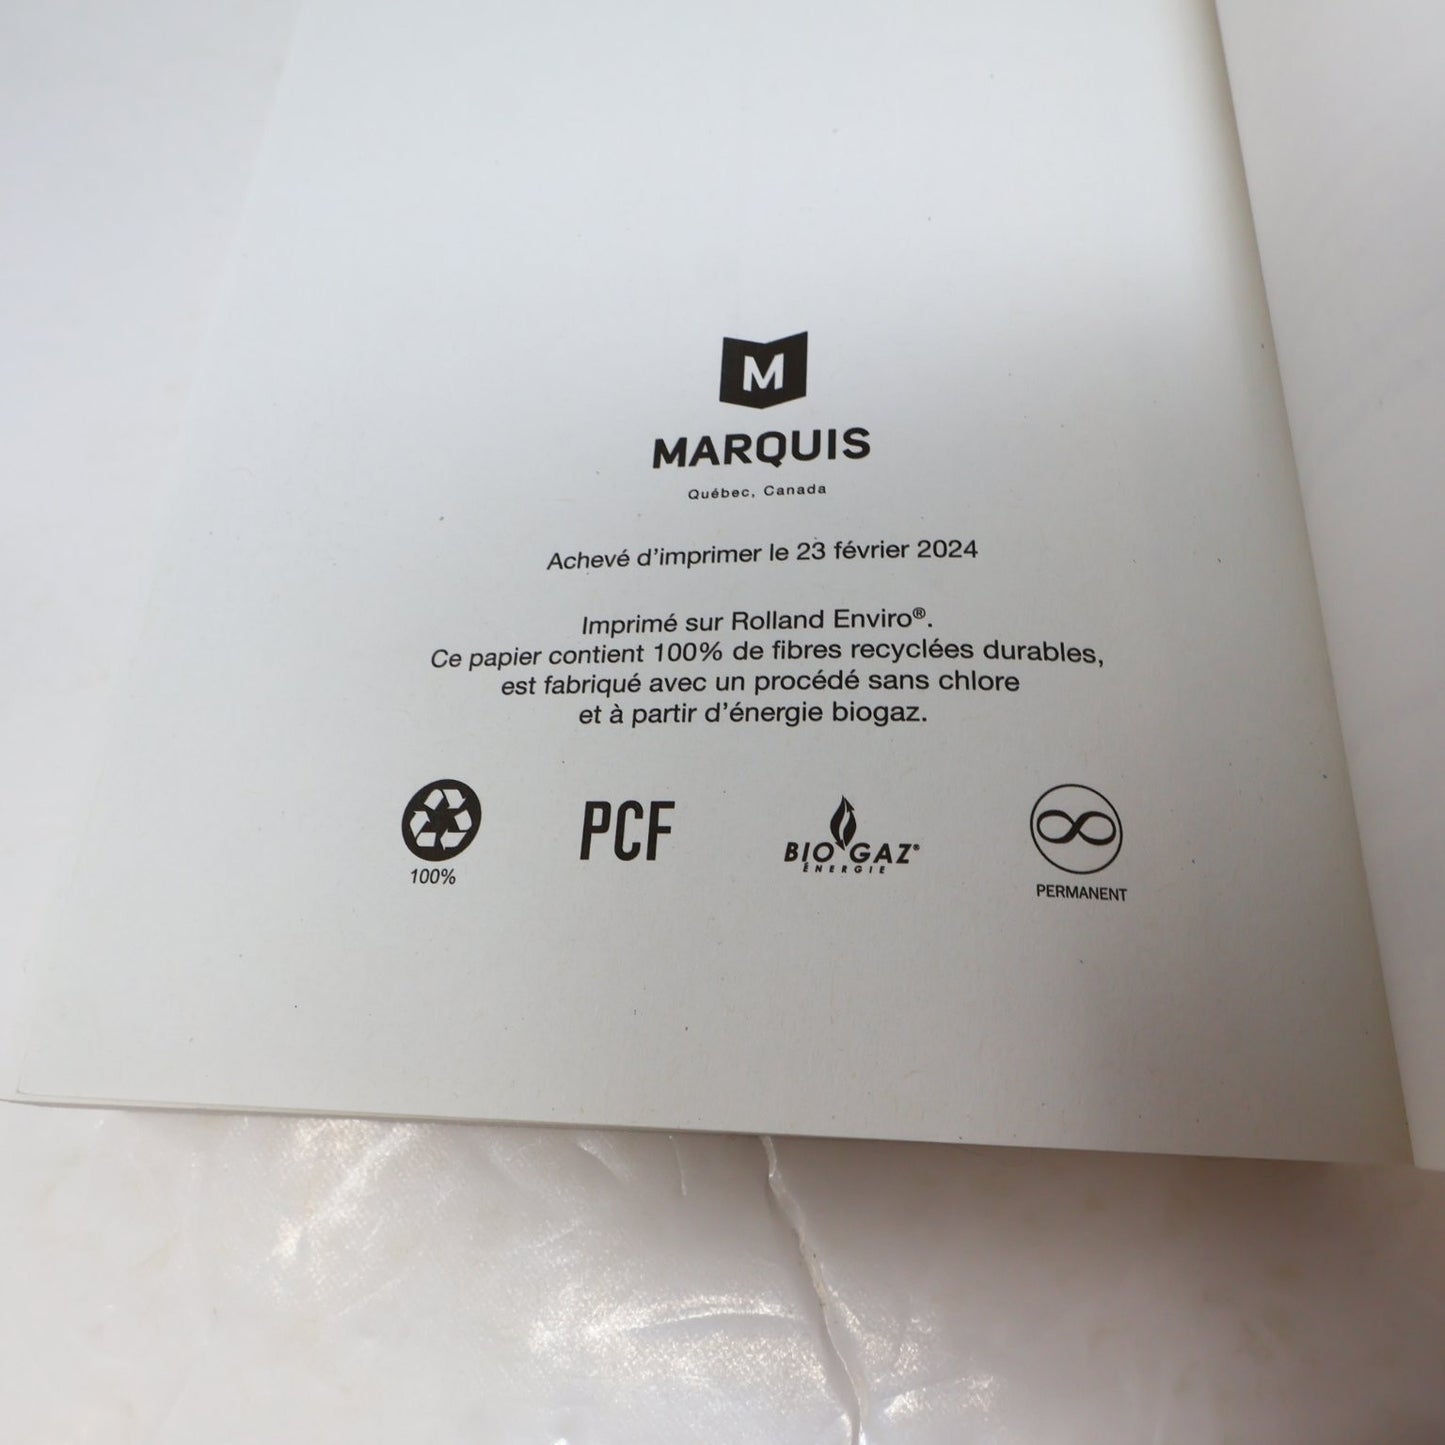 M
MARQUIS
Québec, Canada
Achevé d'imprimer le 23 février 2024
Imprimé sur Rolland Enviro®.
Ce papier contient 100% de fibres recyclées durables,
est fabriqué avec un procédé sans chlore
et à partir d'énergie biogaz.
100%
PCF
BIO GAZ®
ÉNERGIE
PERMANENT